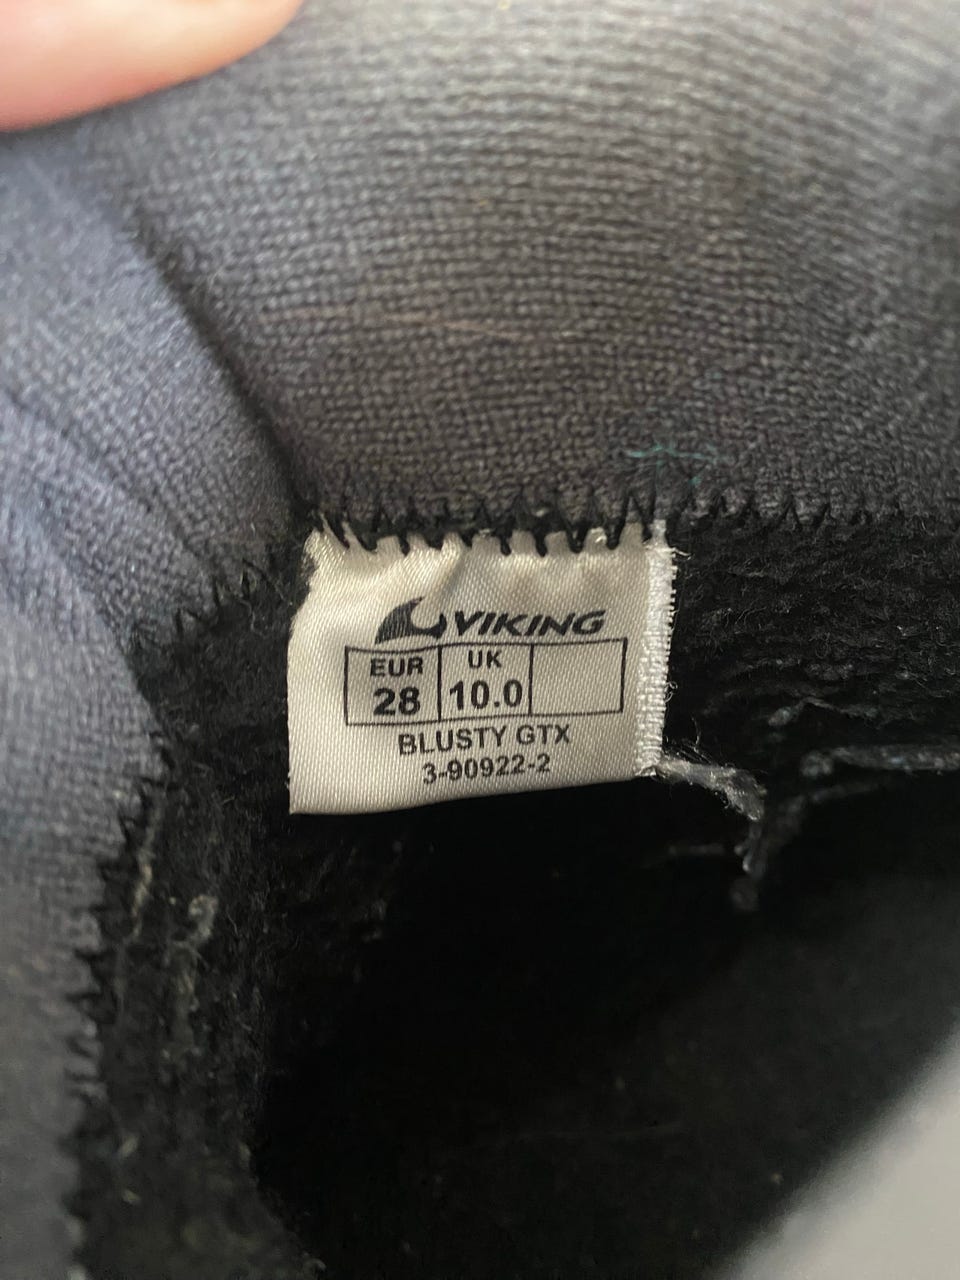 VIKING
EUR UK
28 10.0
BLUSTY GTX
3-90922-2